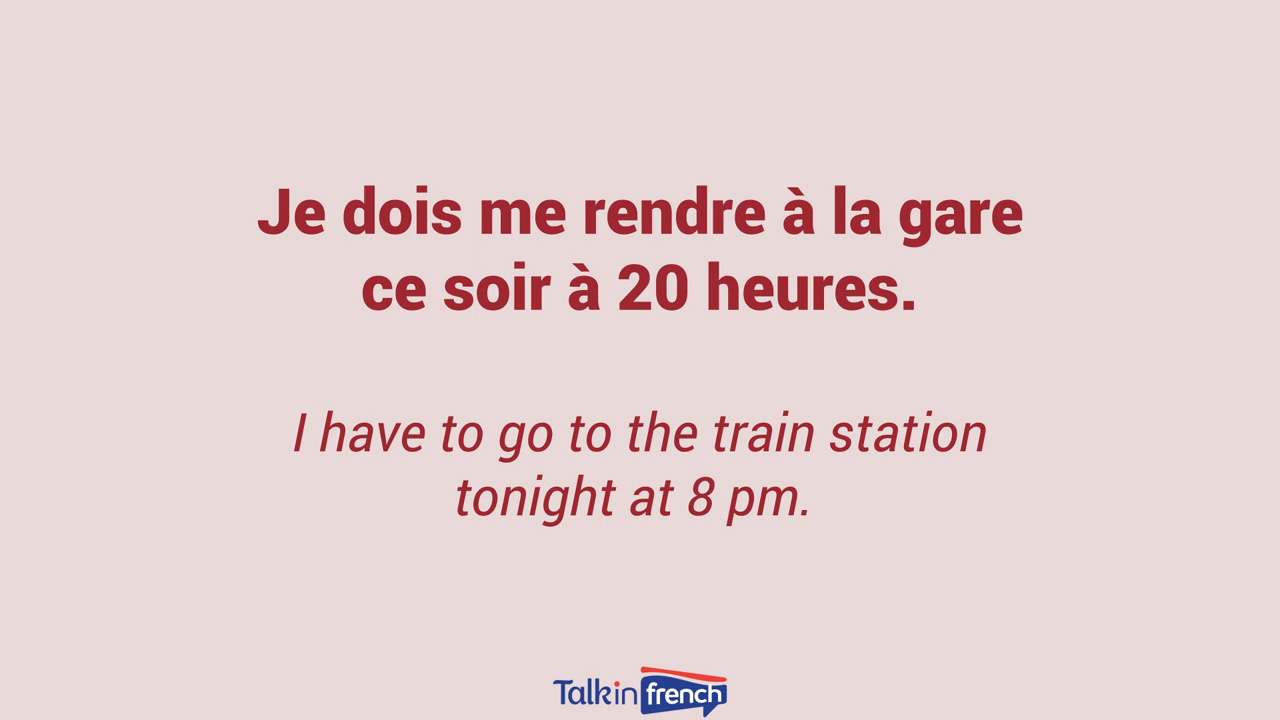 Je dois me rendre à la gare
ce soir à 20 heures.
I have to go to the train station
tonight at 8 pm.
Talkinfrench